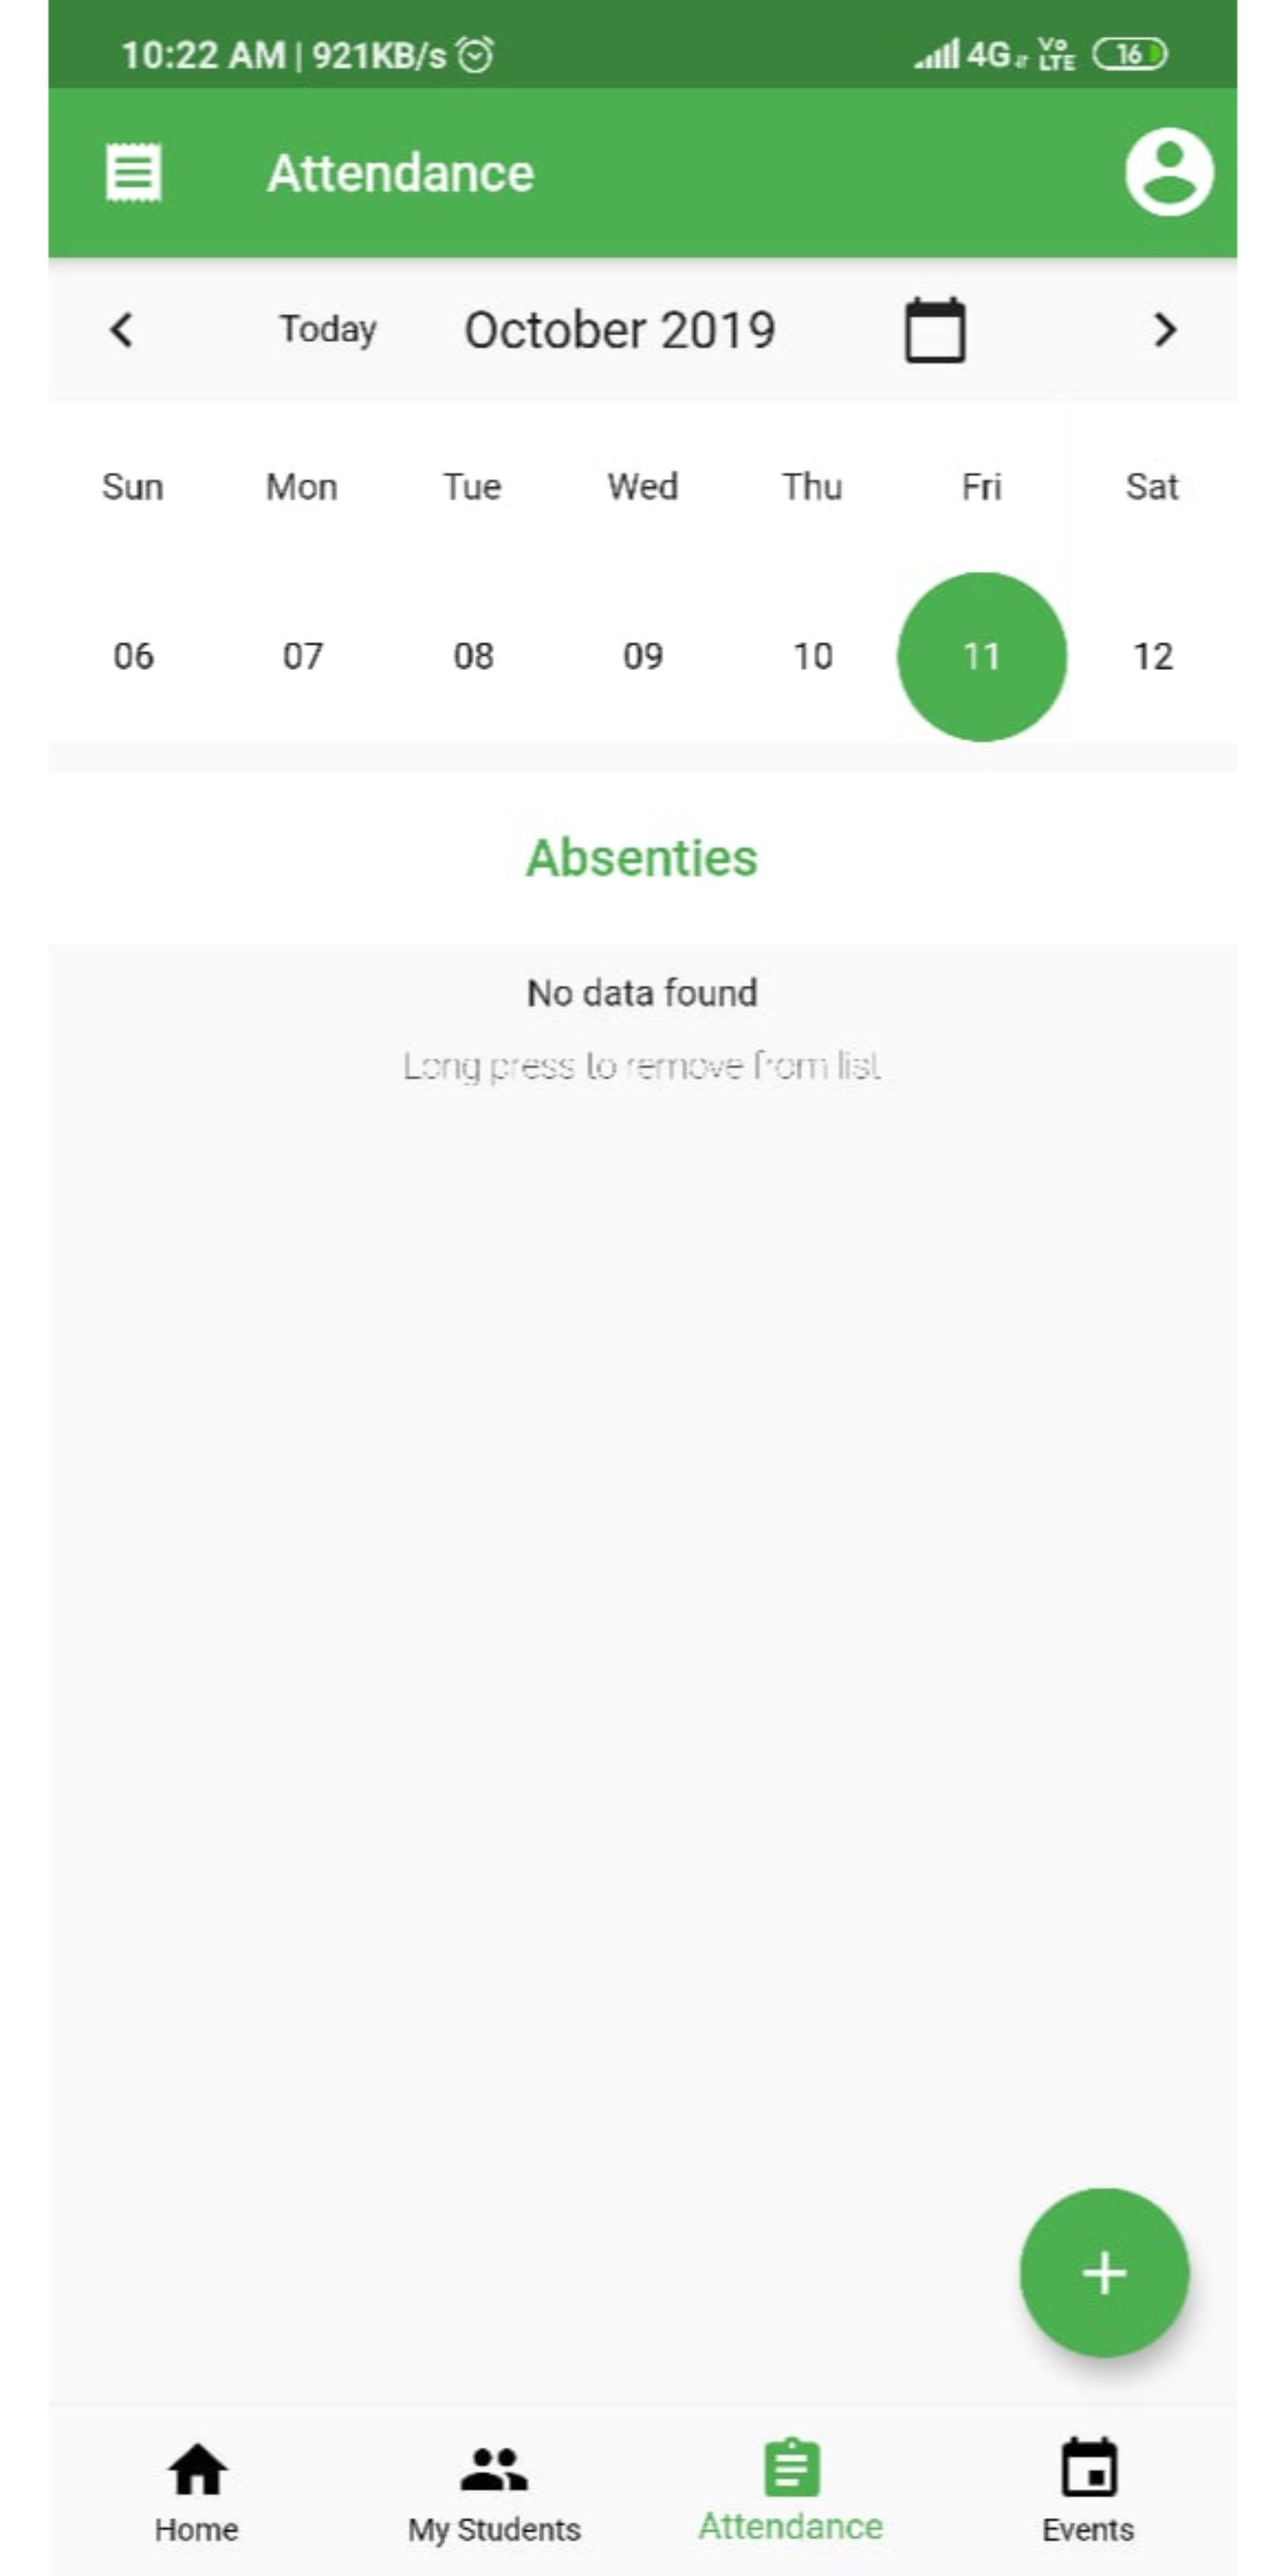 10:22 AM | 921KB/s 4G Vo LTE 16
Attendance
Today October 2019
Sun Mon Tue Wed Thu Fri Sat
06 07 08 09 10 11 12
Absenties
No data found
Long press to remove from list
+
Home My Students Attendance Events